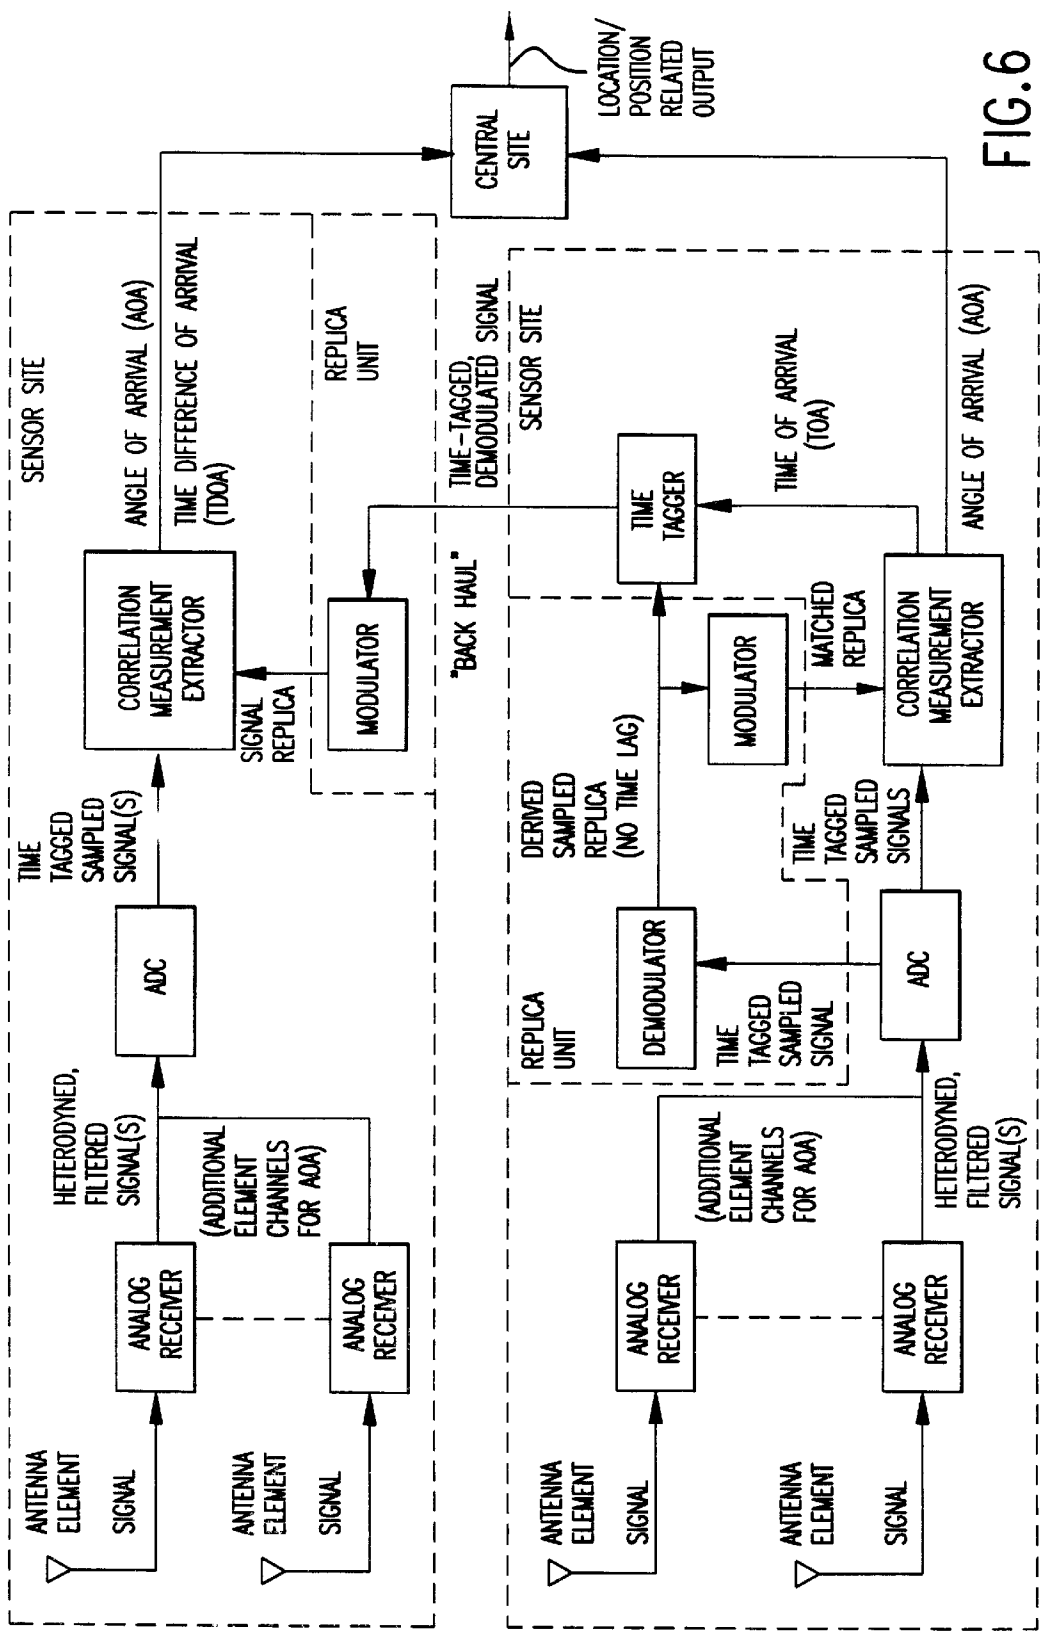 SENSOR SITE
ANTENNA
ELEMENT
SIGNAL
ANTENNA
ELEMENT
SIGNAL
ANALOG
RECEIVER
ANALOG
RECEIVER
HETERODYNED,
FILTERED
SIGNAL(S)
(ADDITIONAL
ELEMENT
CHANNELS
FOR AOA)
ADC
TIME
TAGGED
SAMPLED
SIGNAL(S)
CORRELATION
MEASUREMENT
EXTRACTOR
SIGNAL
REPLICA
MODULATOR
REPLICA
UNIT
ANGLE OF ARRIVAL (AOA)
TIME DIFFERENCE OF ARRIVAL
(TDOA)
"BACK HAUL"
TIME-TAGGED,
DEMODULATED SIGNAL
CENTRAL
SITE
LOCATION/
POSITION
RELATED
OUTPUT
SENSOR SITE
ANTENNA
ELEMENT
SIGNAL
ANTENNA
ELEMENT
SIGNAL
ANALOG
RECEIVER
ANALOG
RECEIVER
(ADDITIONAL
ELEMENT
CHANNELS
FOR AOA)
HETERODYNED,
FILTERED
SIGNAL(S)
REPLICA
UNIT
DEMODULATOR
TIME
TAGGED
SAMPLED
SIGNAL
ADC
DERIVED
SAMPLED
REPLICA
(NO TIME LAG)
TIME
TAGGED
SAMPLED
SIGNALS
MODULATOR
MATCHED
REPLICA
TIME
TAGGER
CORRELATION
MEASUREMENT
EXTRACTOR
TIME OF ARRIVAL
(TOA)
ANGLE OF ARRIVAL (AOA)
FIG.6